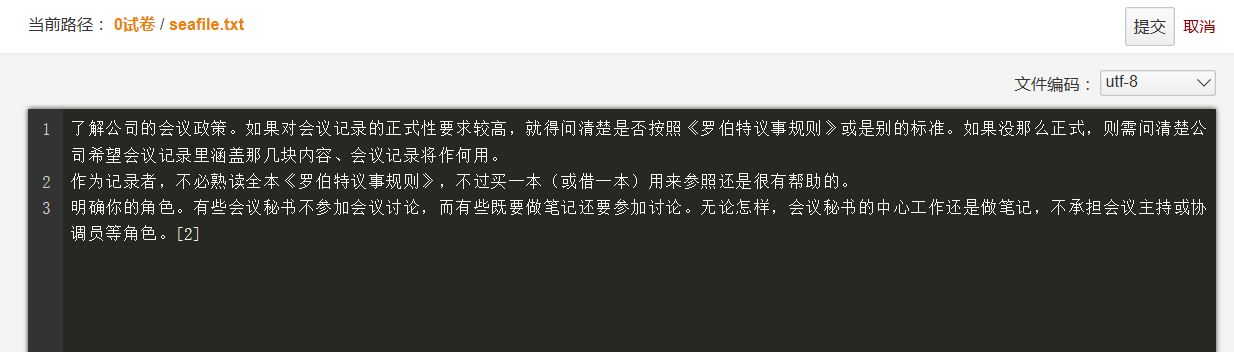 当前路径： 0试卷 / seafile.txt
提交 取消
文件编码： utf-8
1 了解公司的会议政策。如果对会议记录的正式性要求较高，就得问清楚是否按照《罗伯特议事规则》或是别的标准。如果没那么正式，则需问清楚公
司希望会议记录里涵盖那几块内容、会议记录将作何用。
2 作为记录者，不必熟读全本《罗伯特议事规则》，不过买一本（或借一本）用来参照还是很有帮助的。
3 明确你的角色。有些会议秘书不参加会议讨论，而有些既要做笔记还要参加讨论。无论怎样，会议秘书的中心工作还是做笔记，不承担会议主持或协
调员等角色。[2]